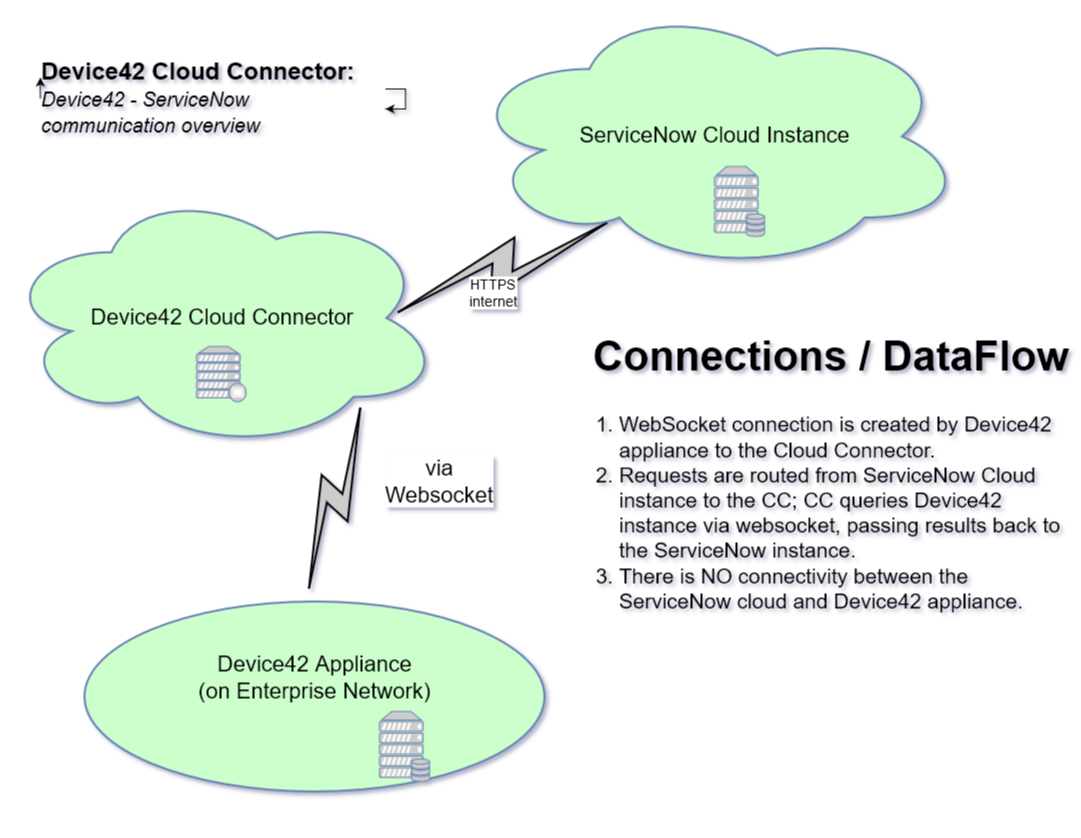 Device42 Cloud Connector:
Device42 - ServiceNow
communication overview
ServiceNow Cloud Instance
Device42 Cloud Connector
HTTPS
internet
via
Websocket
Device42 Appliance
(on Enterprise Network)
Connections / DataFlow
1. WebSocket connection is created by Device42
appliance to the Cloud Connector.
2. Requests are routed from ServiceNow Cloud
instance to the CC; CC queries Device42
instance via websocket, passing results back to
the ServiceNow instance.
3. There is NO connectivity between the
ServiceNow cloud and Device42 appliance.